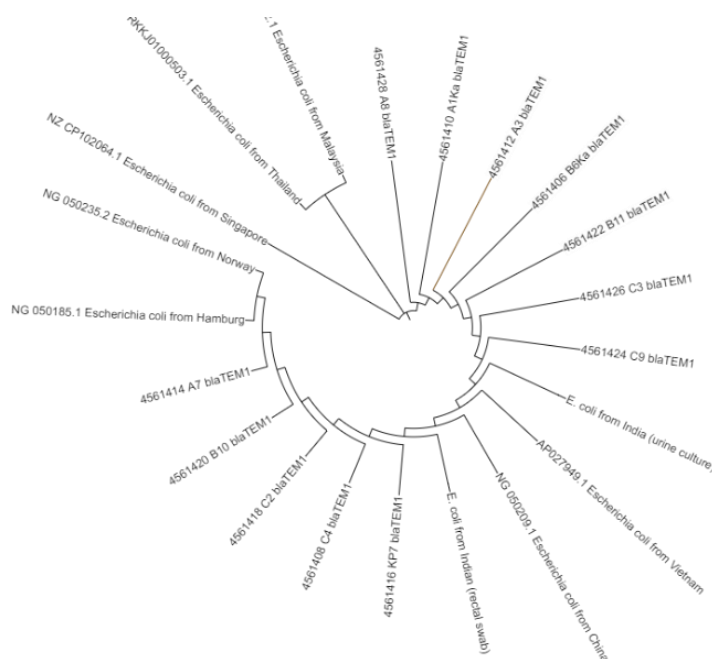 .1 Escherichia coli from Malaysia
RKKJ01000503.1 Escherichia coli from Thailand
NZ CP102064.1 Escherichia coli from Singapore
NG 050235.2 Escherichia coli from Norway
NG 050185.1 Escherichia coli from Hamburg
4561414 A7 blaTEM1
4561420 B10 blaTEM1
4561418 C2 blaTEM1
4561408 C4 blaTEM1
4561416 KP7 blaTEM1
E. coli from Indian (rectal swab)
NG 050209.1 Escherichia coli from China
AP027949.1 Escherichia coli from Vietnam
E. coli from India (urine culture)
4561424 C9 blaTEM1
4561426 C3 blaTEM1
4561422 B11 blaTEM1
4561406 B6Ka blaTEM1
4561412 A3 blaTEM1
4561410 A1Ka blaTEM1
4561428 A8 blaTEM1